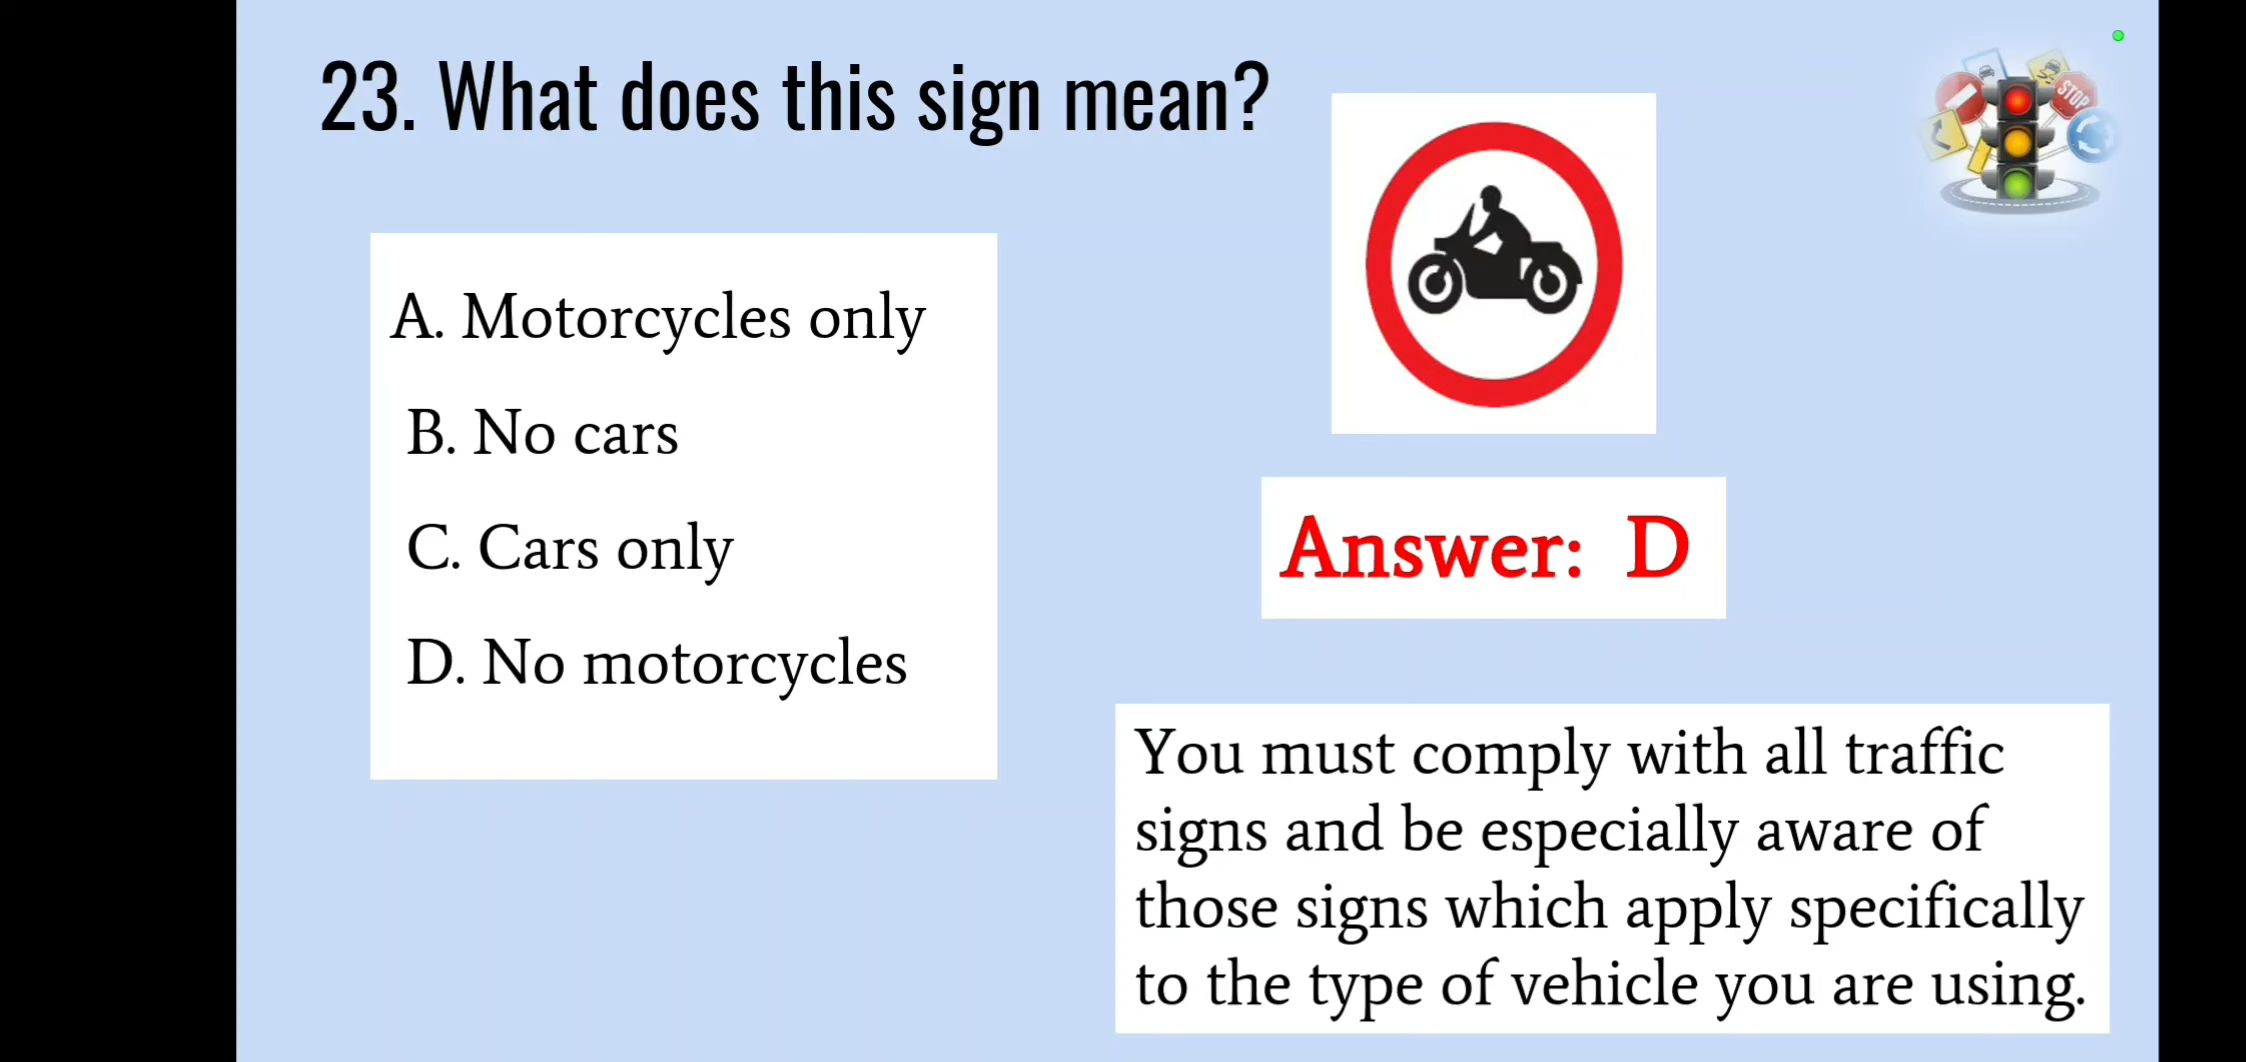 23. What does this sign mean?
STOP
A. Motorcycles only
B. No cars
C. Cars only
D. No motorcycles
Answer: D
You must comply with all traffic
signs and be especially aware of
those signs which apply specifically
to the type of vehicle you are using.